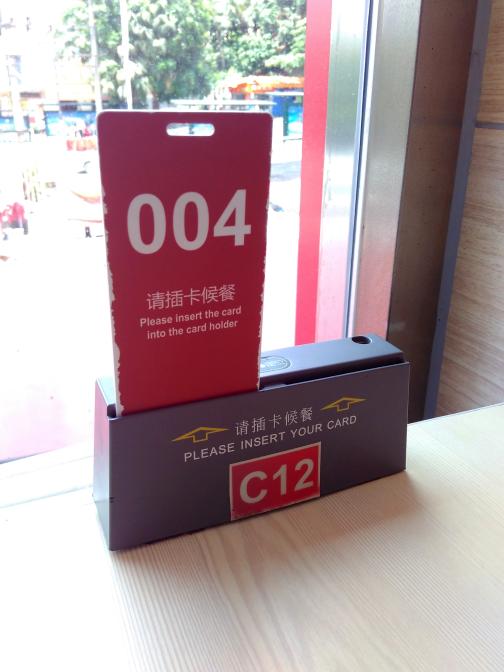 004
请插卡候餐
Please insert the card
into the card holder
请插卡候餐
PLEASE INSERT YOUR CARD
C12